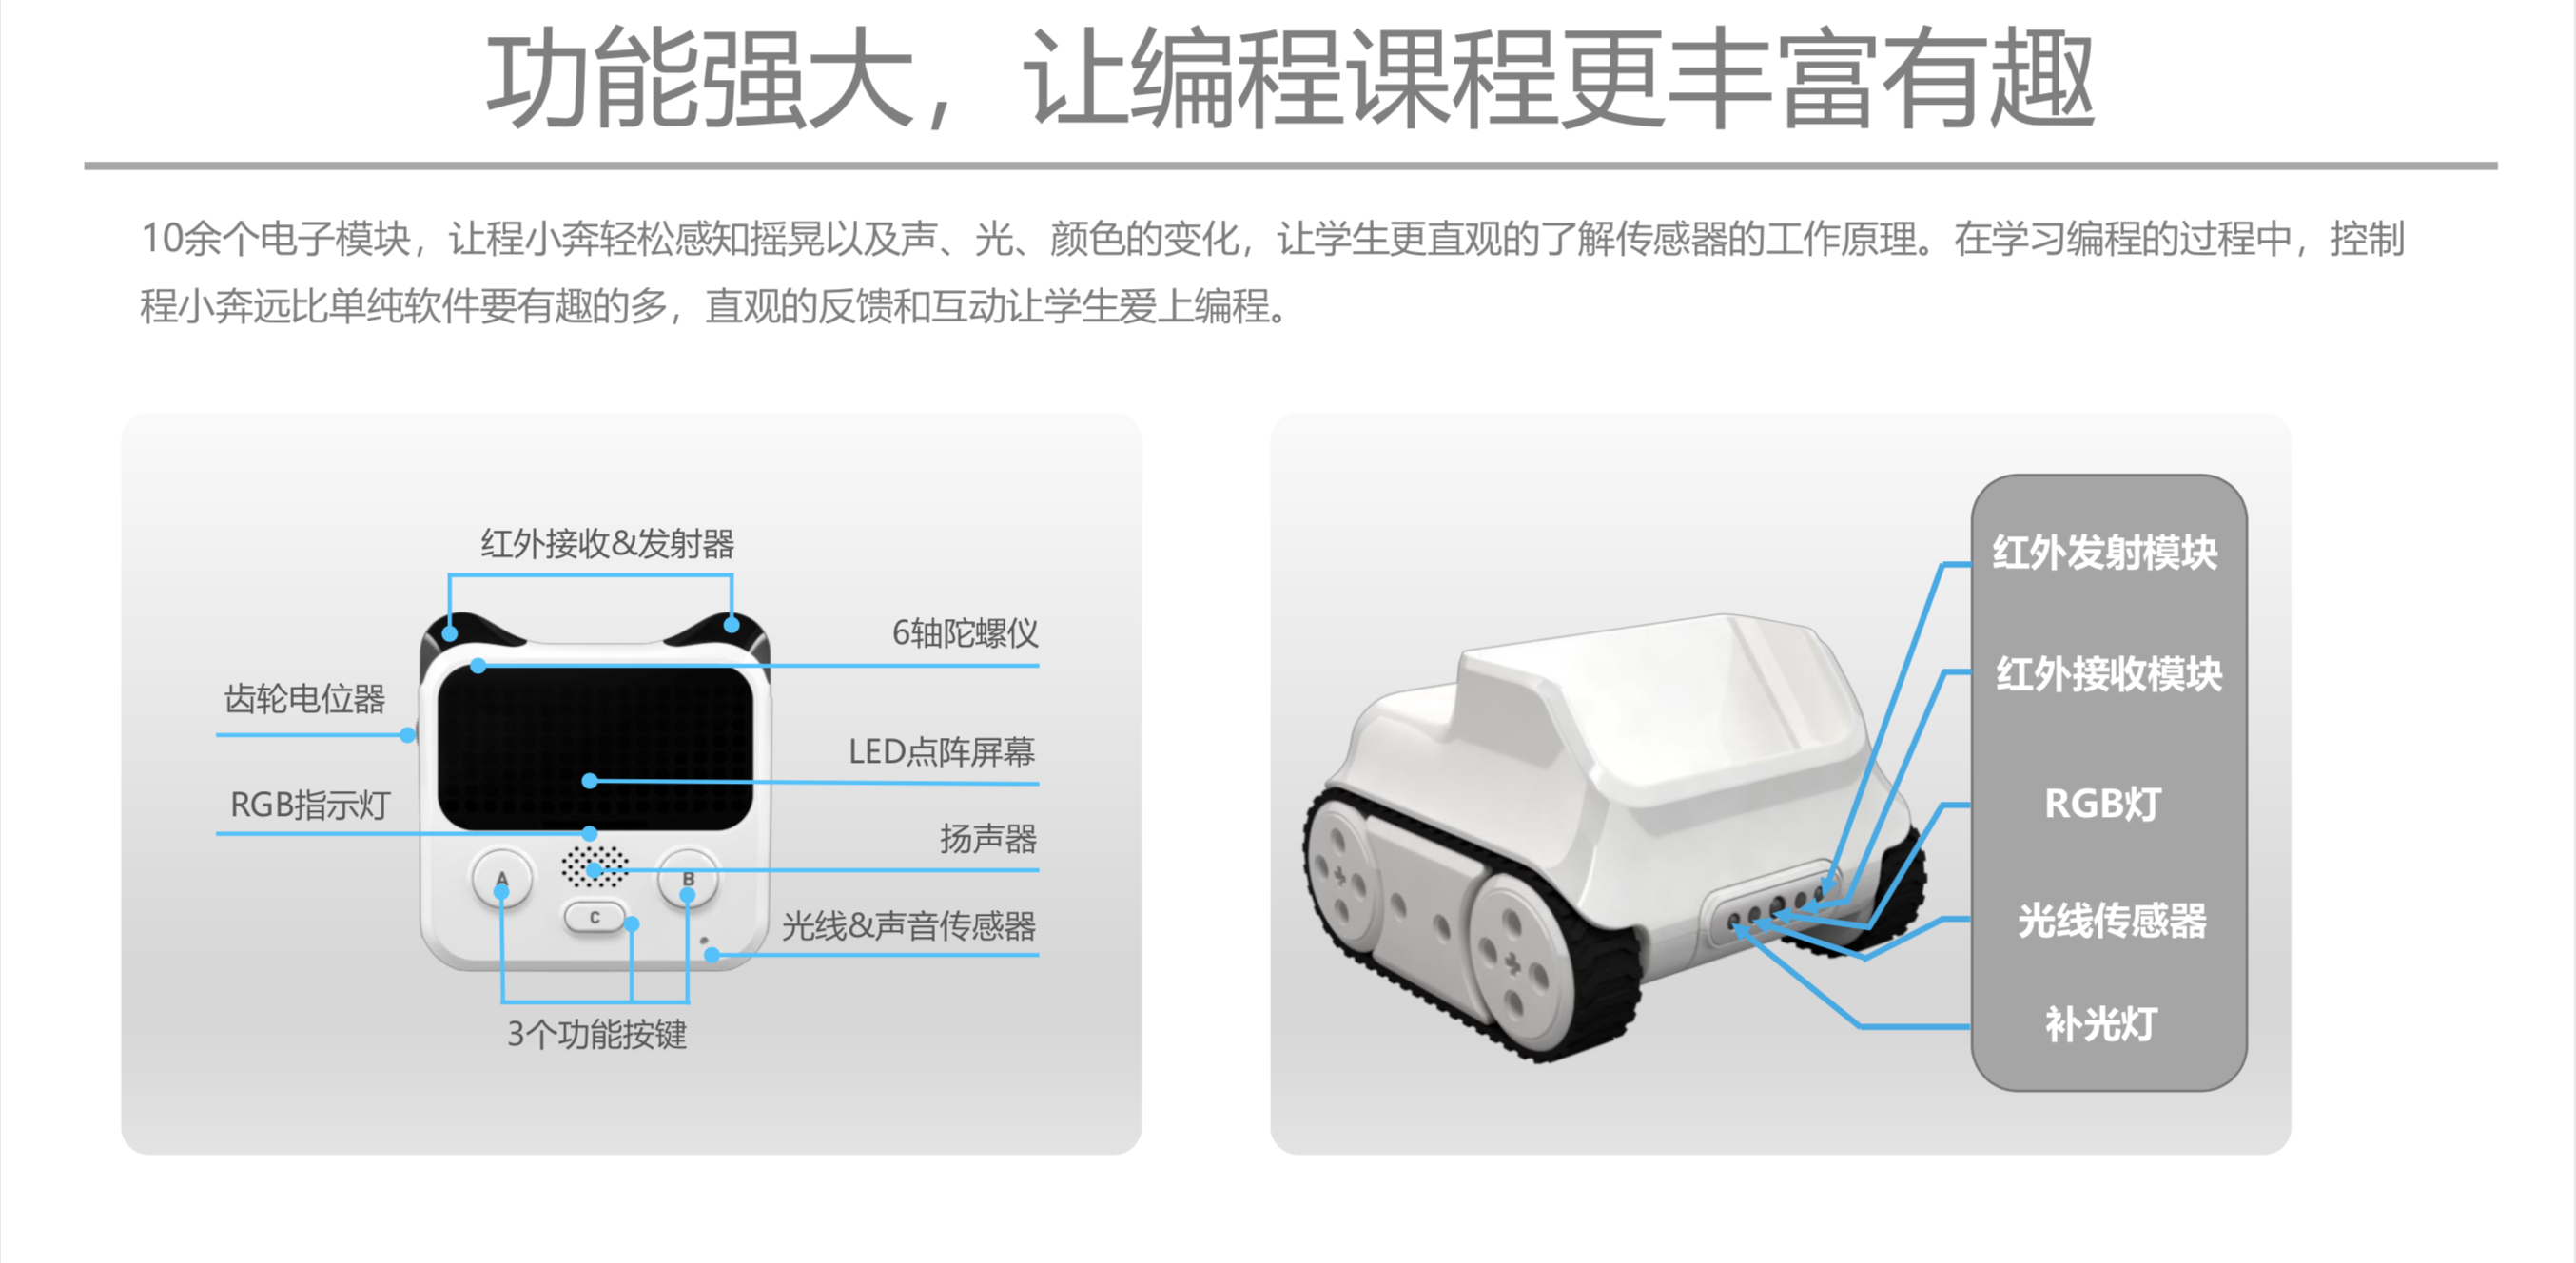 功能强大，让编程课程更丰富有趣
10余个电子模块，让程小奔轻松感知摇晃以及声、光、颜色的变化，让学生更直观的了解传感器的工作原理。在学习编程的过程中，控制
程小奔远比单纯软件要有趣的多，直观的反馈和互动让学生爱上编程。
红外接收&发射器
6轴陀螺仪
齿轮电位器
LED点阵屏幕
RGB指示灯
扬声器
A
B
C
光线&声音传感器
3个功能按键
红外发射模块
红外接收模块
RGB灯
光线传感器
补光灯